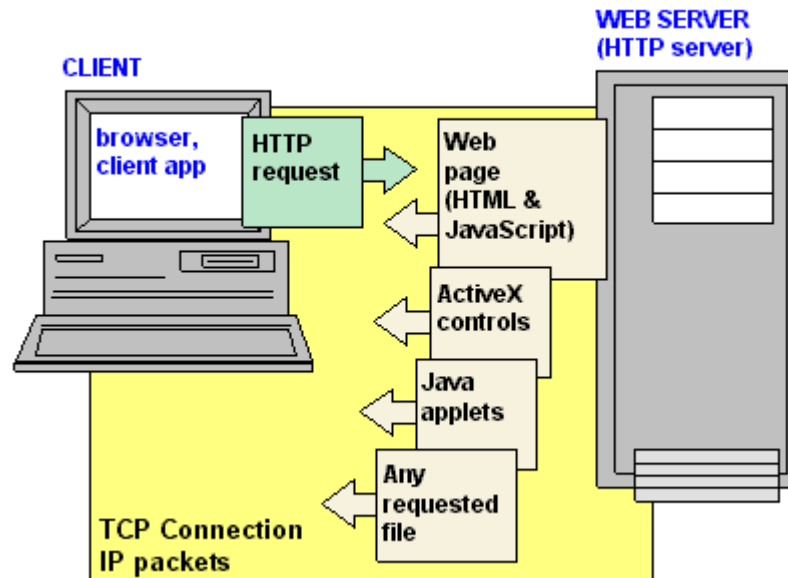 WEB SERVER
(HTTP server)
CLIENT
browser,
client app
HTTP
request
Web
page
(HTML &
JavaScript)
ActiveX
controls
Java
applets
Any
requested
file
TCP Connection
IP packets